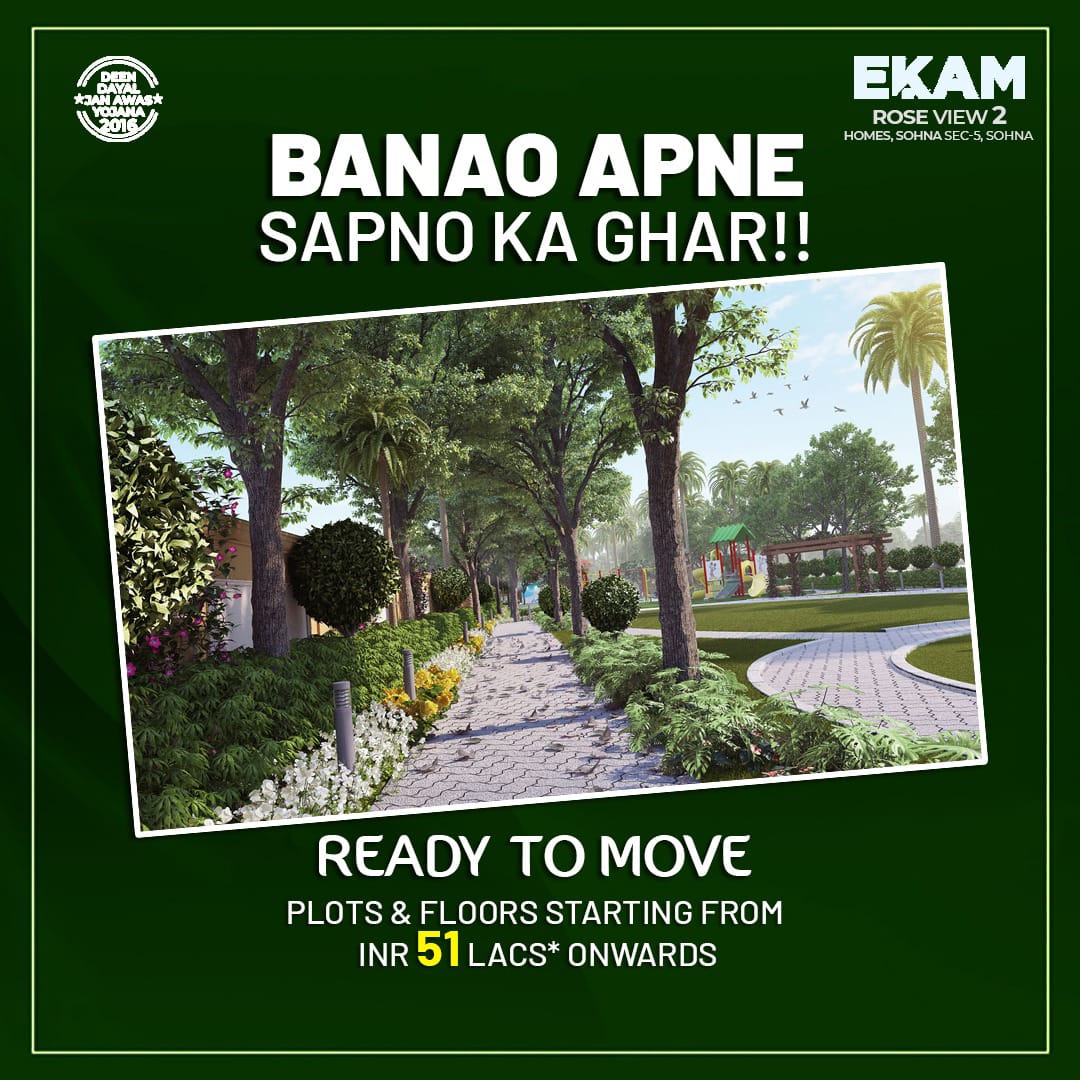 DEEN
DAYAL
★JAN AWAS★
YOJANA
2016
EKAM
ROSE VIEW 2
HOMES, SOHNA SEC-5, SOHNA
BANAO APNE
SAPNO KA GHAR!!
READY TO MOVE
PLOTS & FLOORS STARTING FROM
INR 51 LACS* ONWARDS